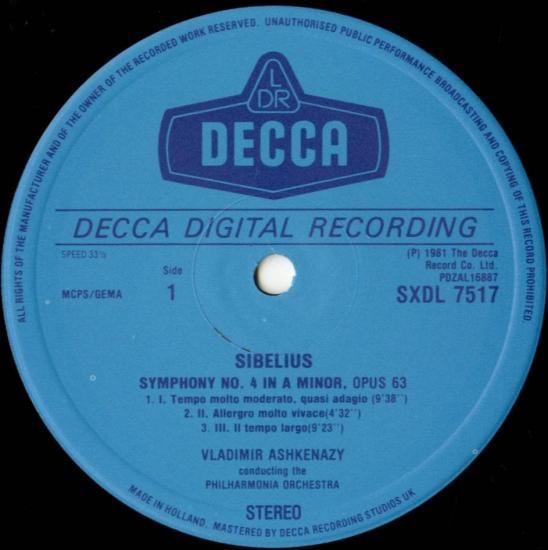 ALL RIGHTS OF THE MANUFACTURER AND OF THE OWNER OF THE RECORDED WORK RESERVED. UNAUTHORISED PUBLIC PERFORMANCE BROADCASTING AND COPYING OF THIS RECORD PROHIBITED.
L
DR
DECCA
DECCA DIGITAL RECORDING
SPEED 33⅓
(P) 1981 The Decca
Record Co. Ltd.
PDZAL16887
Side
1
MCPS/GEMA
SXDL 7517
SIBELIUS
SYMPHONY NO. 4 IN A MINOR, OPUS 63
1. I. Tempo molto moderato, quasi adagio (9'38'')
2. II. Allergro molto vivace(4'32'')
3. III. Il tempo largo(9'23'')
VLADIMIR ASHKENAZY
conducting the
PHILHARMONIA ORCHESTRA
STEREO
MADE IN HOLLAND. MASTERED BY DECCA RECORDING STUDIOS UK